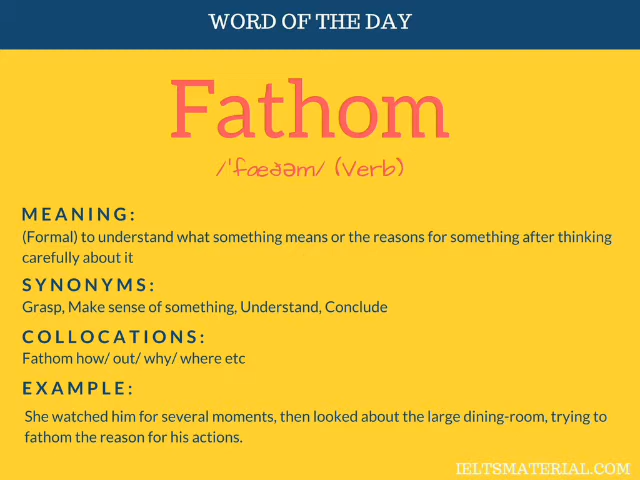 WORD OF THE DAY
Fathom
/ˈfæðəm/ (Verb)
MEANING:
(Formal) to understand what something means or the reasons for something after thinking
carefully about it
SYNONYMS:
Grasp, Make sense of something, Understand, Conclude
COLLOCATIONS:
Fathom how/ out/ why/ where etc
EXAMPLE:
She watched him for several moments, then looked about the large dining-room, trying to
fathom the reason for his actions.
IELTSMATERIAL.COM